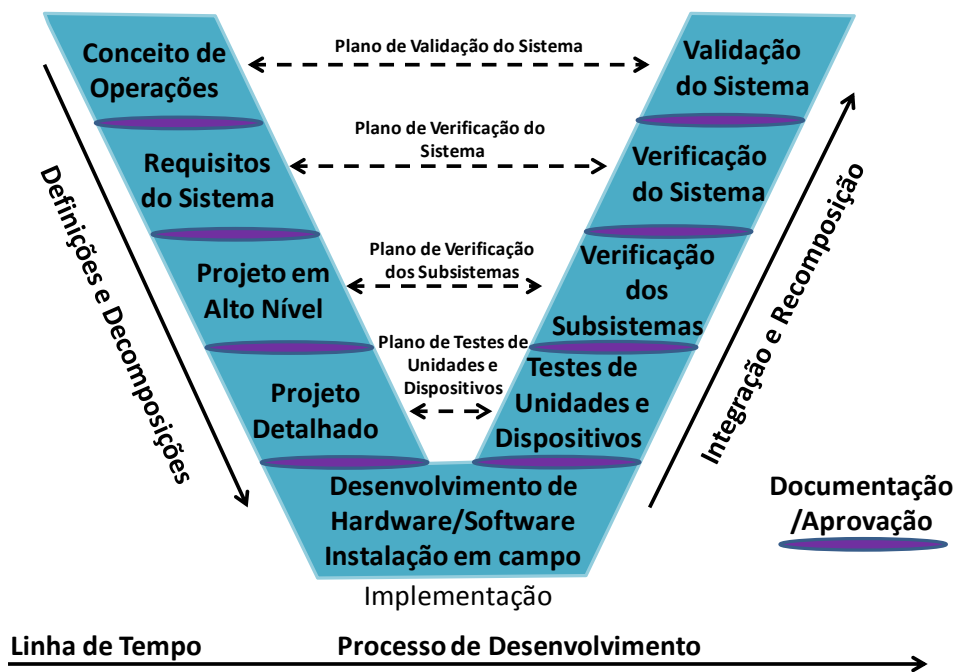 Conceito de
Operações
Plano de Validação do Sistema
Validação
do Sistema
Requisitos
do Sistema
Plano de Verificação do
Sistema
Verificação
do Sistema
Projeto em
Alto Nível
Plano de Verificação
dos Subsistemas
Verificação
dos
Subsistemas
Projeto
Detalhado
Plano de Testes de
Unidades e
Dispositivos
Testes de
Unidades e
Dispositivos
Definições e Decomposições
Integração e Recomposição
Desenvolvimento de
Hardware/Software
Instalação em campo
Implementação
Documentação
/Aprovação
Linha de Tempo
Processo de Desenvolvimento